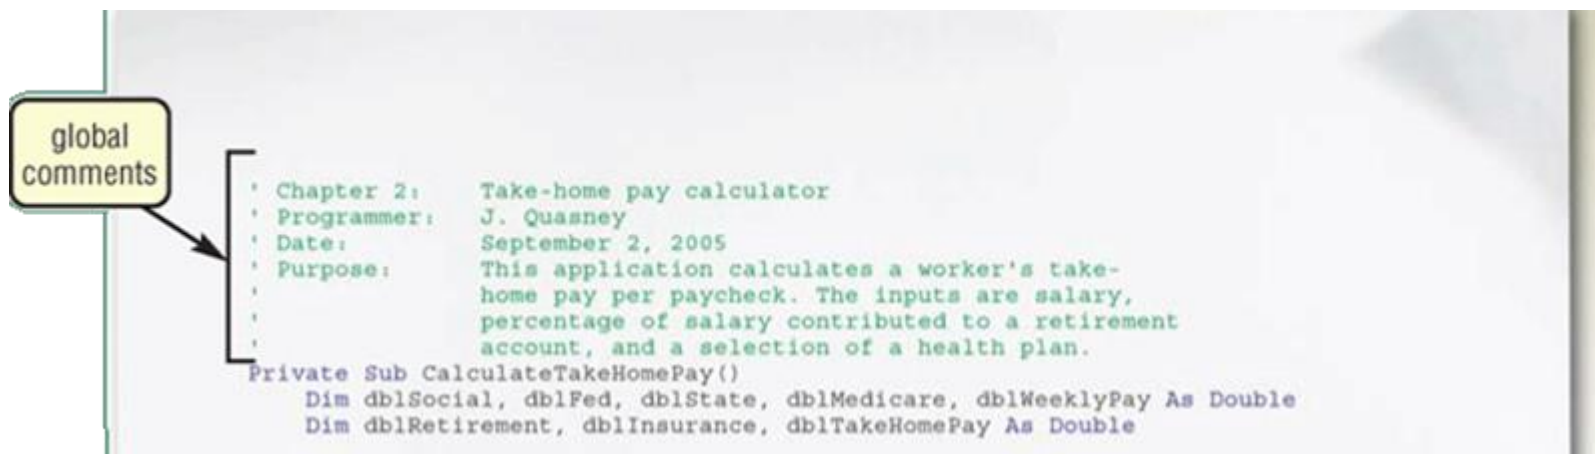 global
comments
' Chapter 2:    Take-home pay calculator
' Programmer:   J. Quasney
' Date:         September 2, 2005
' Purpose:      This application calculates a worker's take-
'               home pay per paycheck. The inputs are salary,
'               percentage of salary contributed to a retirement
'               account, and a selection of a health plan.
Private Sub CalculateTakeHomePay()
    Dim dblSocial, dblFed, dblState, dblMedicare, dblWeeklyPay As Double
    Dim dblRetirement, dblInsurance, dblTakeHomePay As Double